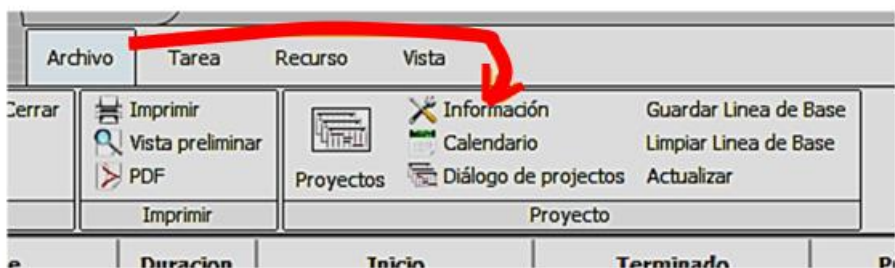 Archivo Tarea Recurso Vista
Cerrar Imprimir Información Guardar Linea de Base
Vista preliminar Calendario Limpiar Linea de Base
PDF Proyectos Diálogo de projectos Actualizar
Imprimir Proyecto
Duracion Inicio Terminado